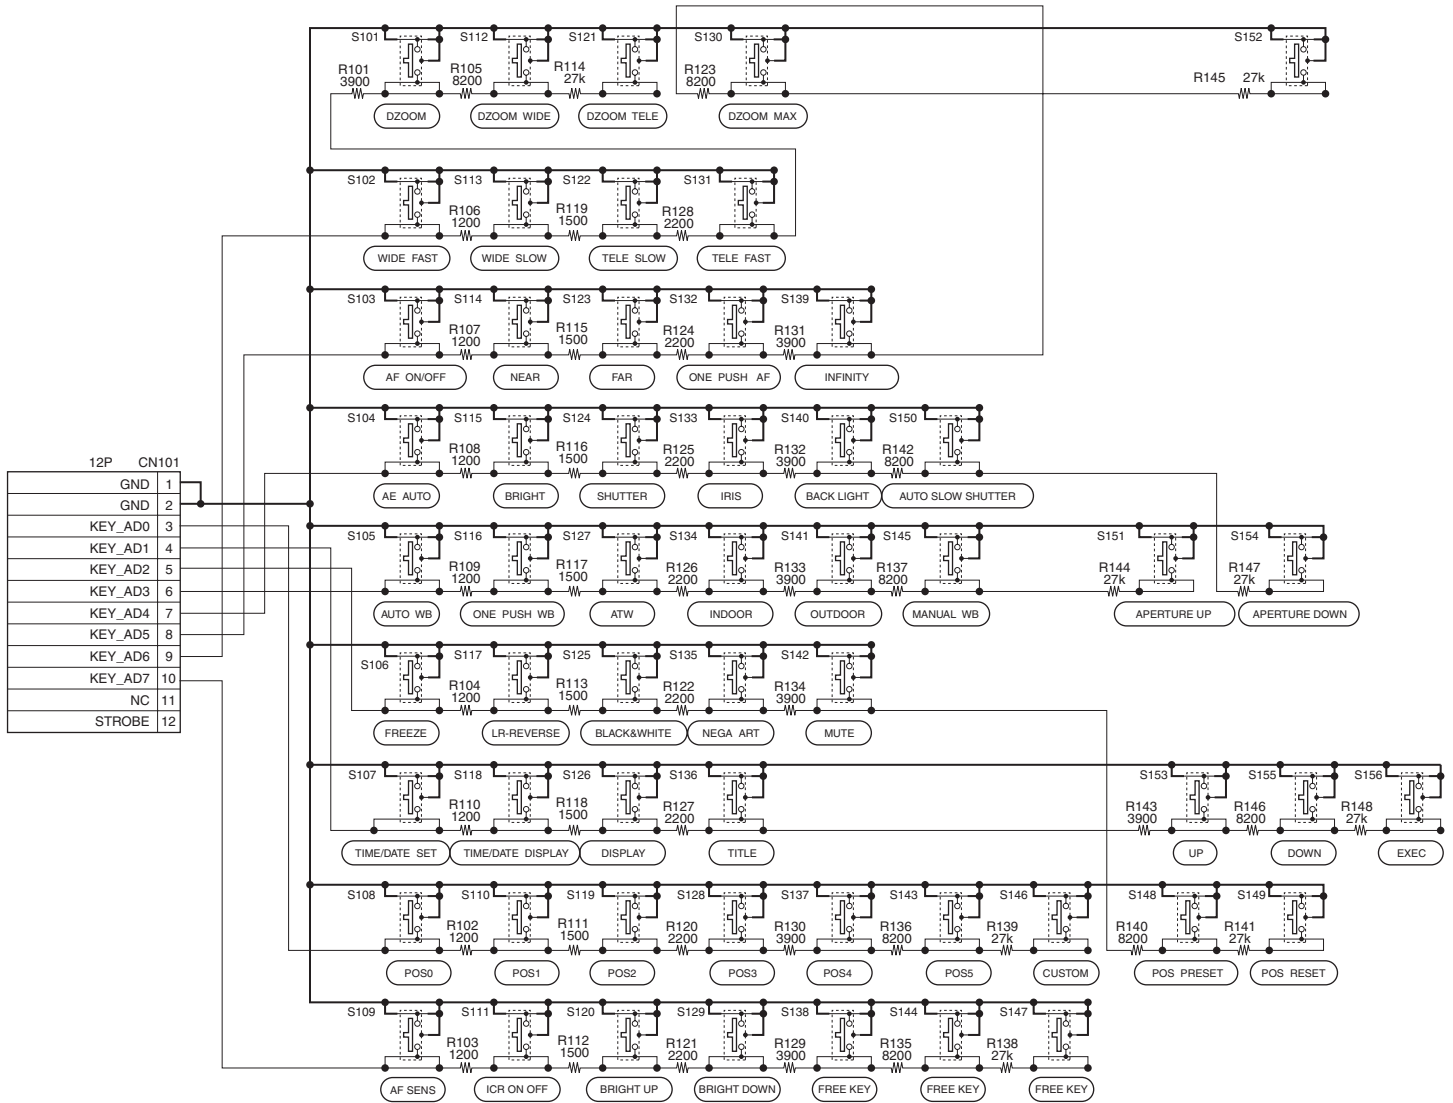 S101 S112 S121 S130 S152
R101 3900 R105 8200 R114 27k R123 8200 R145 27k
DZOOM DZOOM WIDE DZOOM TELE DZOOM MAX
S102 S113 S122 S131
R106 1200 R119 1500 R128 2200
WIDE FAST WIDE SLOW TELE SLOW TELE FAST
S103 S114 S123 S132 S139
R107 1200 R115 1500 R124 2200 R131 3900
AF ON/OFF NEAR FAR ONE PUSH AF INFINITY
S104 S115 S124 S133 S140 S150
R108 1200 R116 1500 R125 2200 R132 3900 R142 8200
AE AUTO BRIGHT SHUTTER IRIS BACK LIGHT AUTO SLOW SHUTTER
12P CN101
GND 1
GND 2
KEY_AD0 3
KEY_AD1 4
KEY_AD2 5
KEY_AD3 6
KEY_AD4 7
KEY_AD5 8
KEY_AD6 9
KEY_AD7 10
NC 11
STROBE 12
S105 S116 S127 S134 S141 S145 S151 S154
R109 1200 R117 1500 R126 2200 R133 3900 R137 8200 R144 27k R147 27k
AUTO WB ONE PUSH WB ATW INDOOR OUTDOOR MANUAL WB APERTURE UP APERTURE DOWN
S106 S117 S125 S135 S142
R104 1200 R113 1500 R122 2200 R134 3900
FREEZE LR-REVERSE BLACK&WHITE NEGA ART MUTE
S107 S118 S126 S136 S153 S155 S156
R110 1200 R118 1500 R127 2200 R143 3900 R146 8200 R148 27k
TIME/DATE SET TIME/DATE DISPLAY DISPLAY TITLE UP DOWN EXEC
S108 S110 S119 S128 S137 S143 S146 S148 S149
R102 1200 R111 1500 R120 2200 R130 3900 R136 8200 R139 27k R140 8200 R141 27k
POS0 POS1 POS2 POS3 POS4 POS5 CUSTOM POS PRESET POS RESET
S109 S111 S120 S129 S138 S144 S147
R103 1200 R112 1500 R121 2200 R129 3900 R135 8200 R138 27k
AF SENS ICR ON OFF BRIGHT UP BRIGHT DOWN FREE KEY FREE KEY FREE KEY